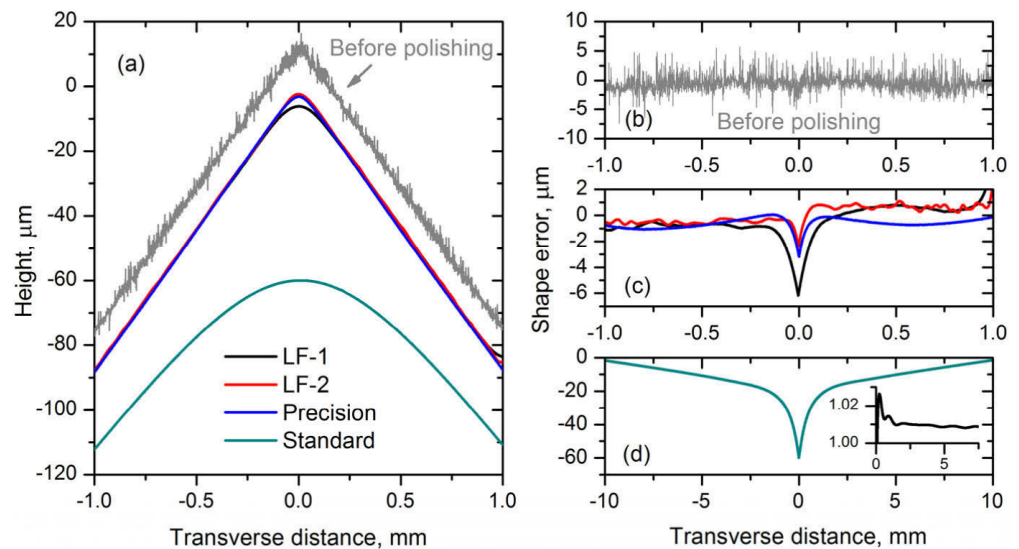 (a)
Before polishing
20
0
-20
-40
-60
-80
-100
-120
Height, μm
LF-1
LF-2
Precision
Standard
-1.0 -0.5 0.0 0.5 1.0
Transverse distance, mm
Shape error, μm
10
5
0
-5
-10
(b)
Before polishing
-1.0 -0.5 0.0 0.5 1.0
2
0
-2
-4
-6
(c)
-1.0 -0.5 0.0 0.5 1.0
0
-20
-40
-60
(d)
1.02
1.00
0 5
-10 -5 0 5 10
Transverse distance, mm